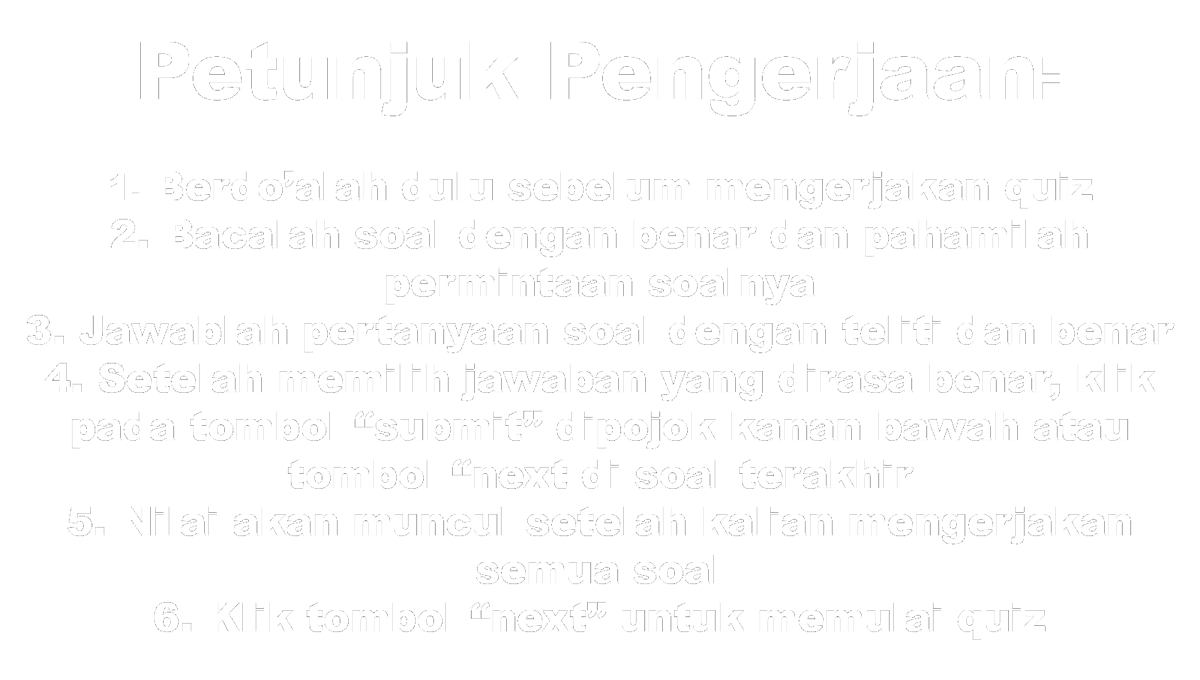 Petunjuk Pengerjaan:
1. Berdo’alah dulu sebelum mengerjakan quiz
2. Bacalah soal dengan benar dan pahamilah
permintaan soalnya
3. Jawablah pertanyaan soal dengan teliti dan benar
4. Setelah memilih jawaban yang dirasa benar, klik
pada tombol “submit” dipojok kanan bawah atau
tombol “next di soal terakhir
5. Nilai akan muncul setelah kalian mengerjakan
semua soal
6. Klik tombol “next” untuk memulai quiz